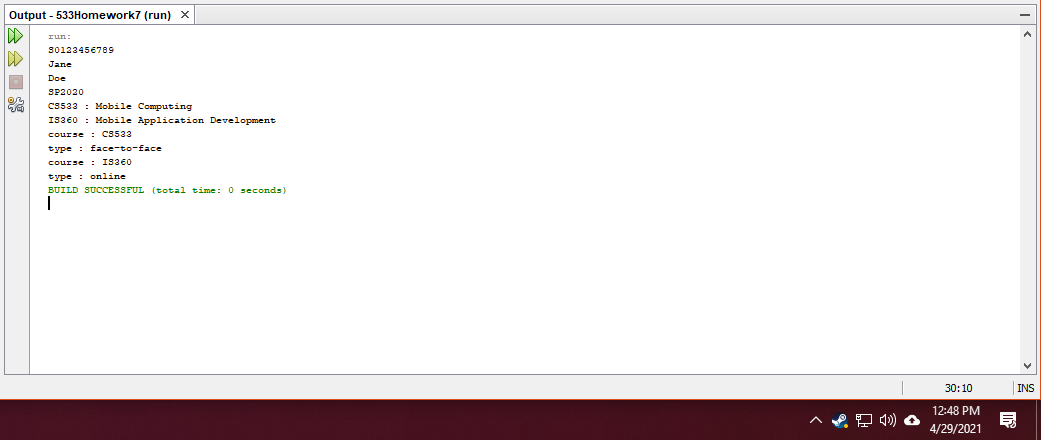 Output - 533Homework7 (run)
run:
S0123456789
Jane
Doe
SP2020
CS533 : Mobile Computing
IS360 : Mobile Application Development
course : CS533
type : face-to-face
course : IS360
type : online
BUILD SUCCESSFUL (total time: 0 seconds)
30:10 INS
12:48 PM
4/29/2021